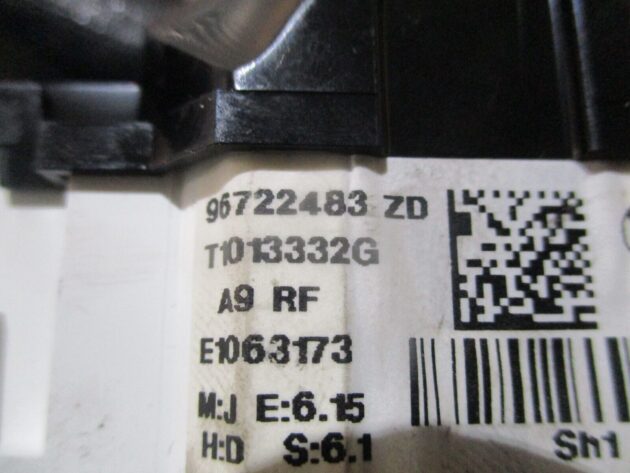 96722483 ZD
T1013332G
A9 RF
E1063173
M:J E:6.15
H:D S:6.1
Sh1